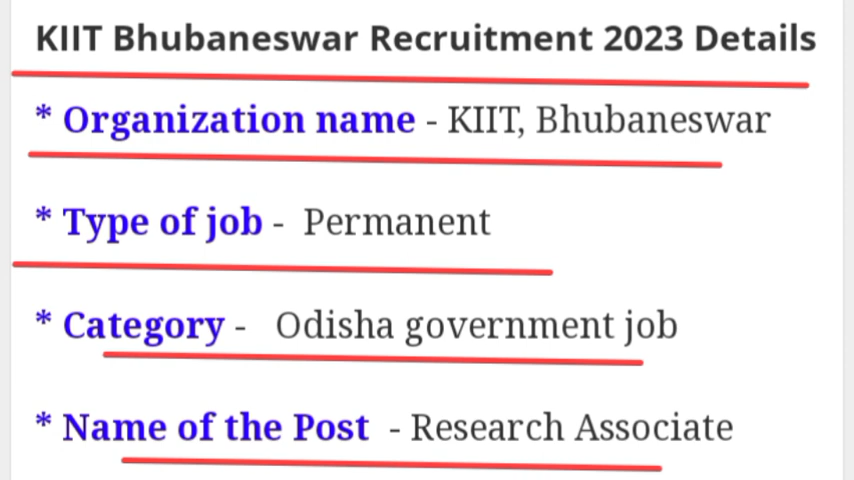 KIIT Bhubaneswar Recruitment 2023 Details
* Organization name - KIIT, Bhubaneswar
* Type of job - Permanent
* Category - Odisha government job
* Name of the Post - Research Associate